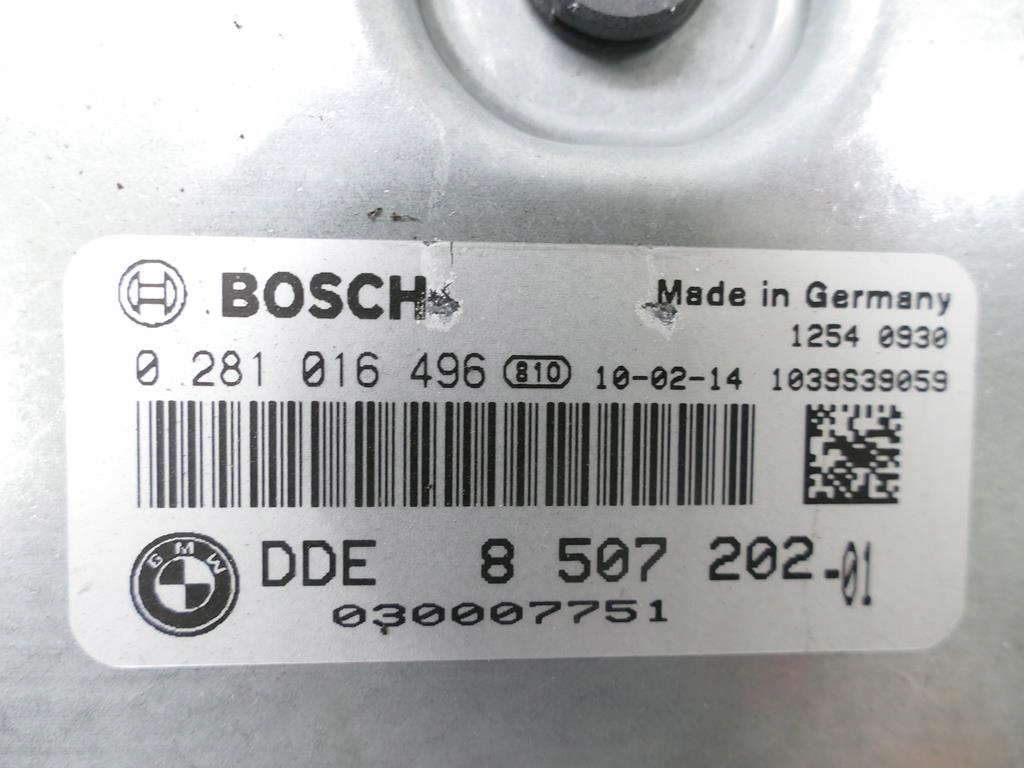 BOSCH
Made in Germany
1254 0930
0 281 016 496 810 10-02-14 1039S39059
BMW DDE 8 507 202-01
030007751